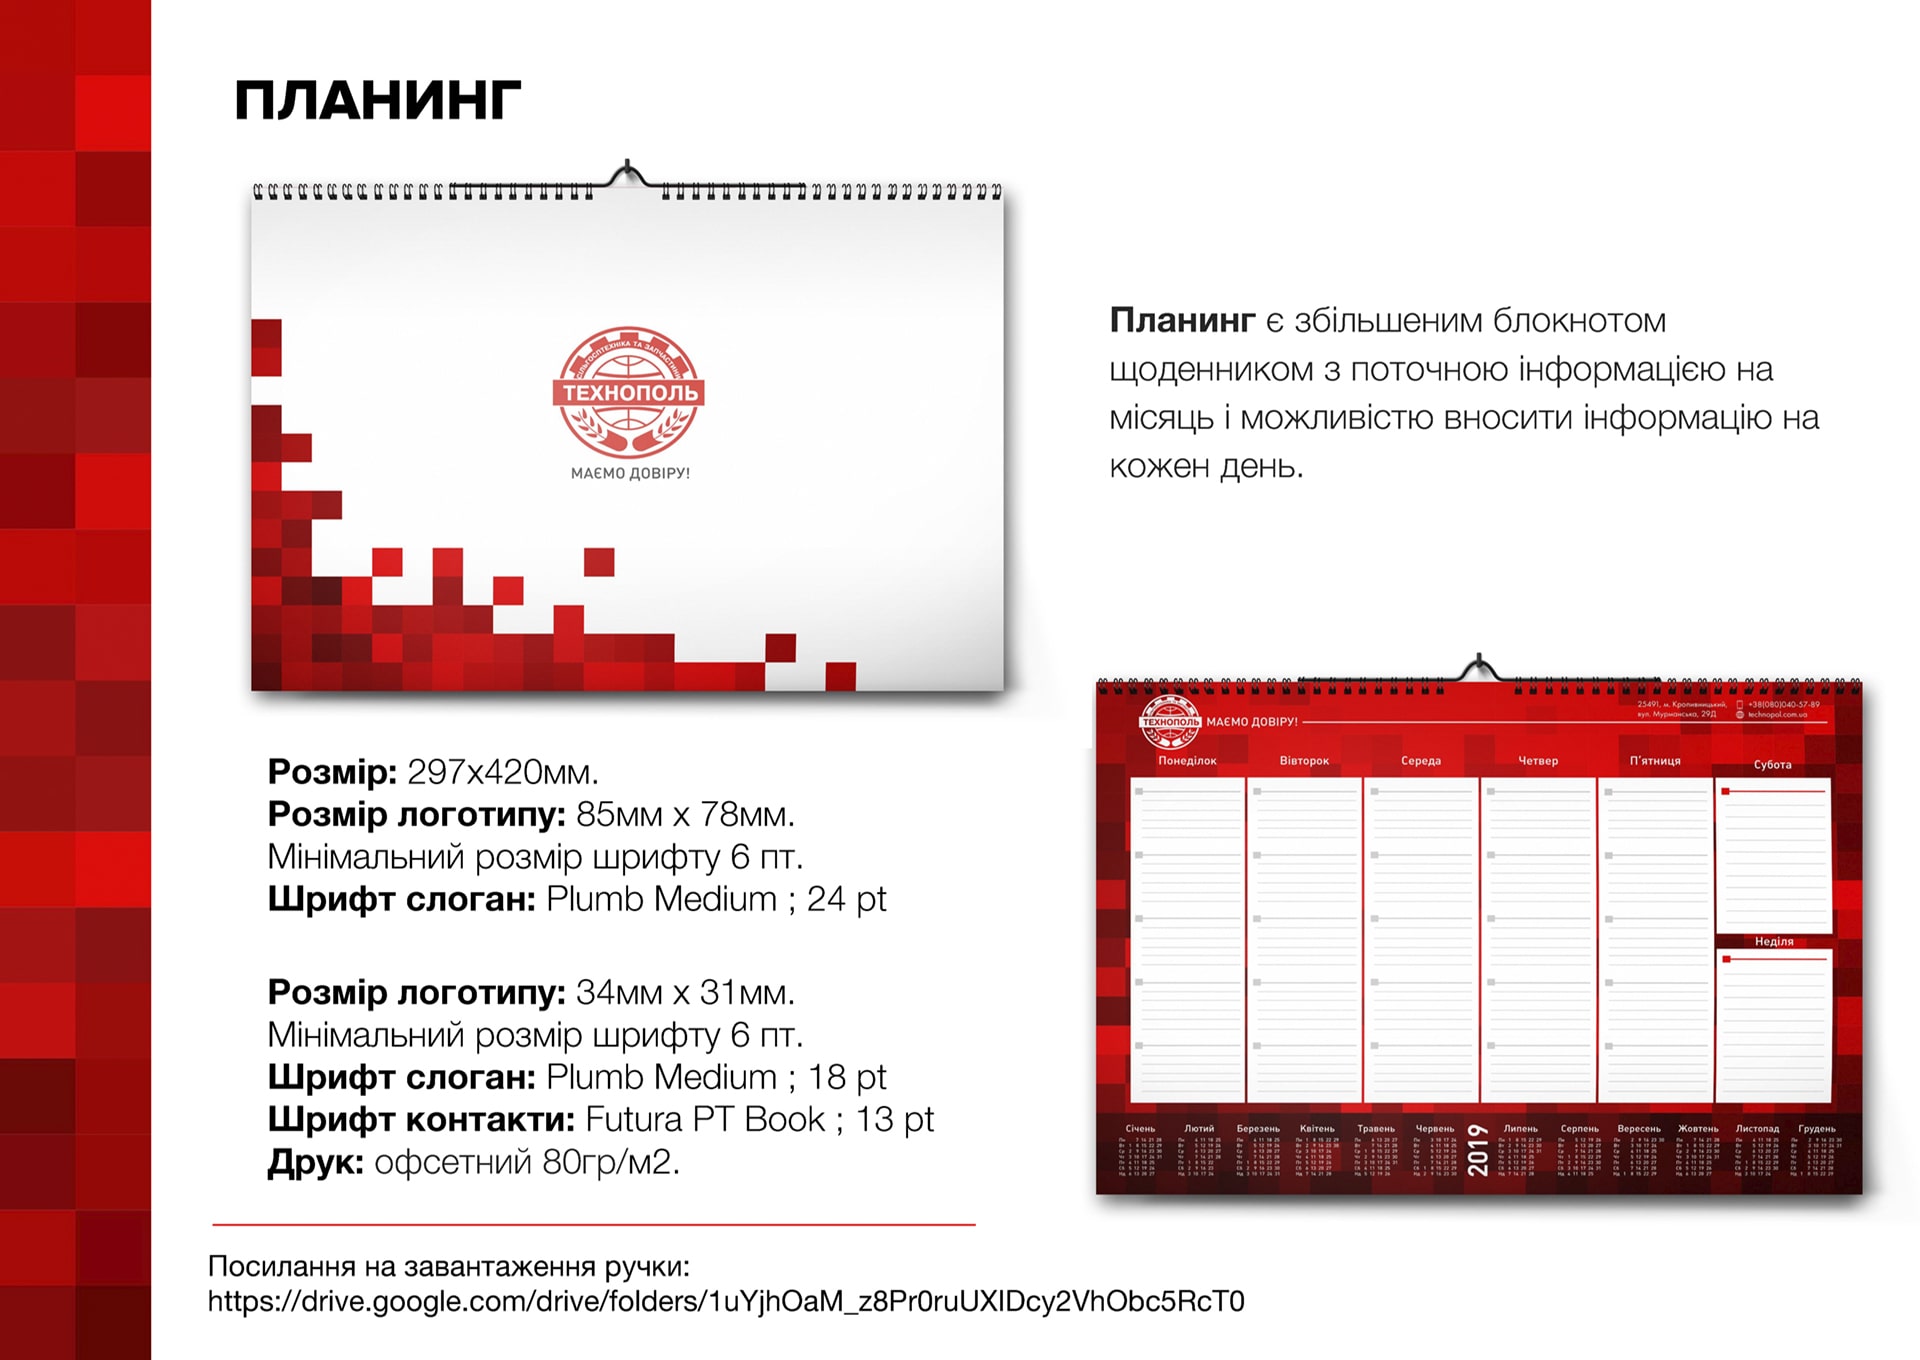 ПЛАНИНГ
СІЛЬГОСПТЕХНІКА ТА ЗАПЧАСТИНИ
ТЕХНОПОЛЬ
МАЄМО ДОВІРУ!
Планинг є збільшеним блокнотом
щоденником з поточною інформацією на
місяць і можливістю вносити інформацію на
кожен день.
Розмір: 297х420мм.
Розмір логотипу: 85мм х 78мм.
Мінімальний розмір шрифту 6 пт.
Шрифт слоган: Plumb Medium ; 24 pt
Розмір логотипу: 34мм х 31мм.
Мінімальний розмір шрифту 6 пт.
Шрифт слоган: Plumb Medium ; 18 pt
Шрифт контакти: Futura PT Book ; 13 pt
Друк: офсетний 80гр/м2.
ТЕХНОПОЛЬ МАЄМО ДОВІРУ!
25491, м. Кропивницький, +38(080)040-57-89
вул. Мурманська, 29Д technopol.com.ua
Понеділок Вівторок Середа Четвер П'ятниця Субота
Неділя
Січень Лютий Березень Квітень Травень Червень 2019 Липень Серпень Вересень Жовтень Листопад Грудень
Посилання на завантаження ручки:
https://drive.google.com/drive/folders/1uYjhOaM_z8Pr0ruUXIDcy2VhObc5RcT0